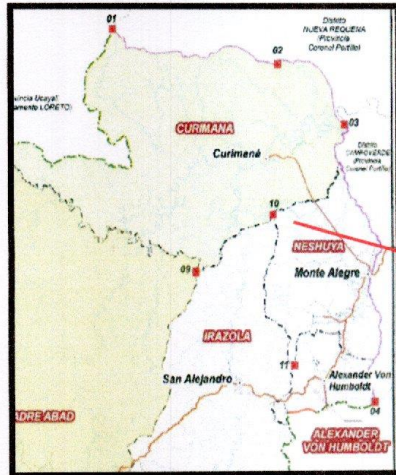 01
Distrito
NUEVA REQUENA
(Provincia
Coronel Portillo)
02
vincia Ucayali
amento LORETO)
03
CURIMANA
Distrito
CAMPOVERDE
(Provincia
Coronel Portillo)
Curimaná
10
NESHUYA
09
Monte Alegre
IRAZOLA
11
San Alejandro
Alexander Von
Humboldt
04
ADRE ABAD
ALEXANDER
VON HUMBOLDT